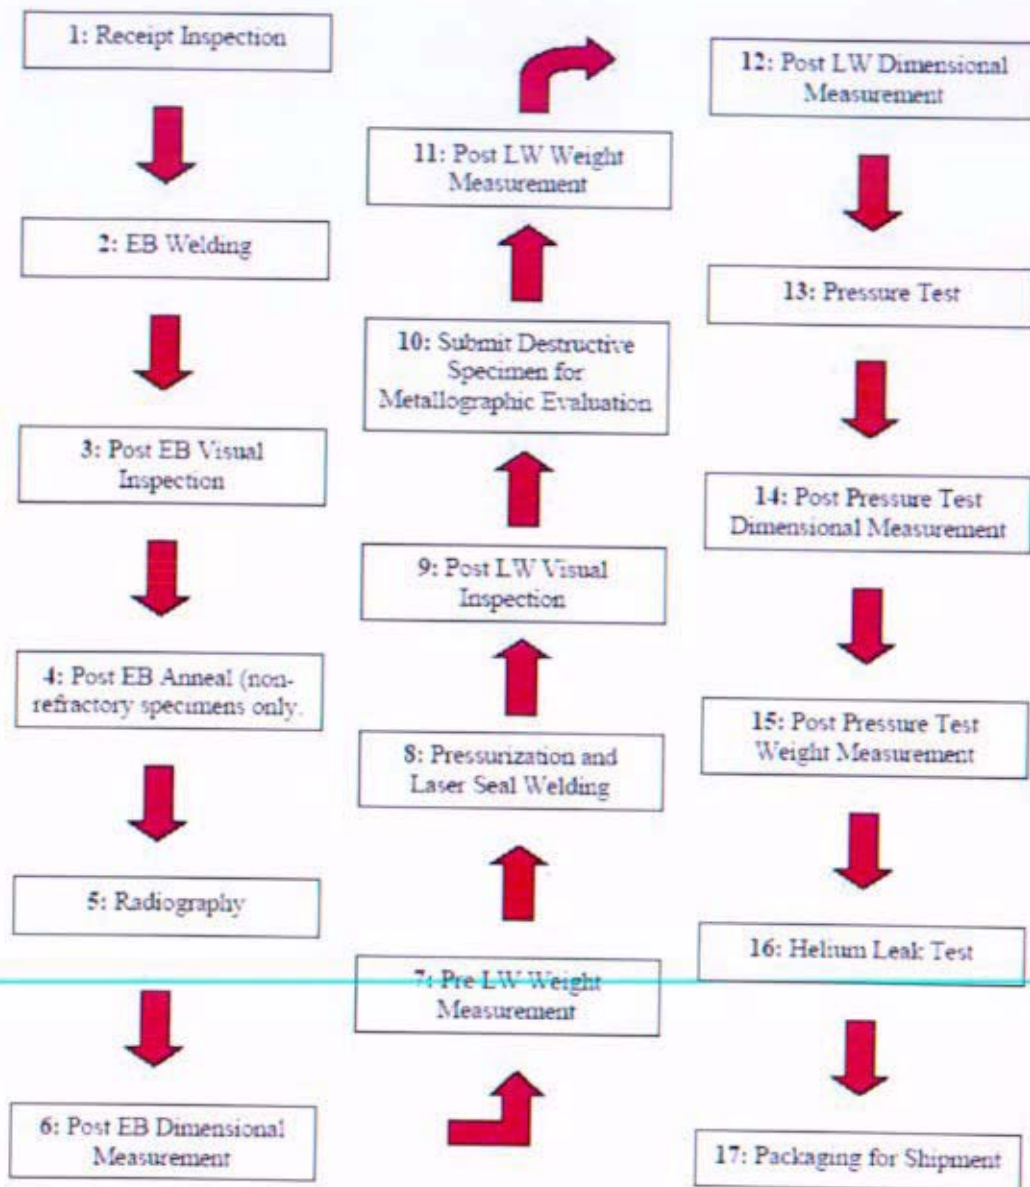 1: Receipt Inspection
2: EB Welding
3: Post EB Visual
Inspection
4: Post EB Anneal (non-
refractory specimens only.
5: Radiography
6: Post EB Dimensional
Measurement
7: Pre LW Weight
Measurement
8: Pressurization and
Laser Seal Welding
9: Post LW Visual
Inspection
10: Submit Destructive
Specimen for
Metallographic Evaluation
11: Post LW Weight
Measurement
12: Post LW Dimensional
Measurement
13: Pressure Test
14: Post Pressure Test
Dimensional Measurement
15: Post Pressure Test
Weight Measurement
16: Helium Leak Test
17: Packaging for Shipment